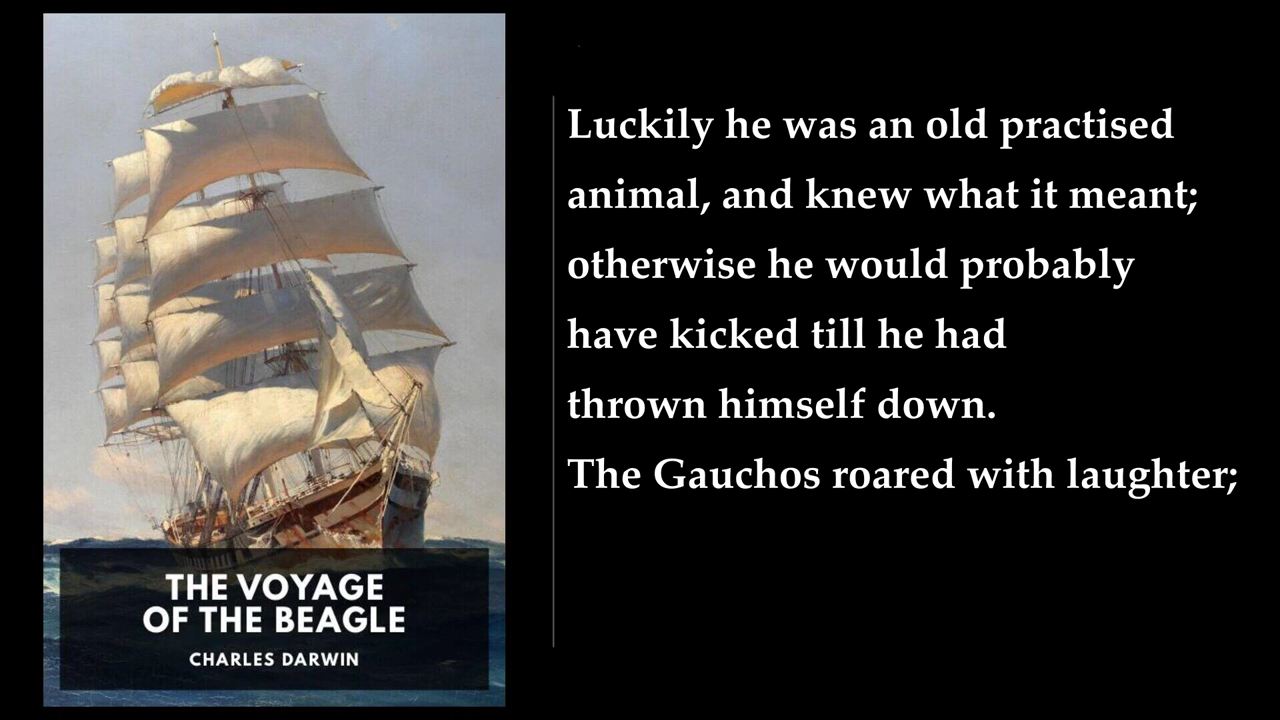 THE VOYAGE
OF THE BEAGLE
CHARLES DARWIN
Luckily he was an old practised
animal, and knew what it meant;
otherwise he would probably
have kicked till he had
thrown himself down.
The Gauchos roared with laughter;